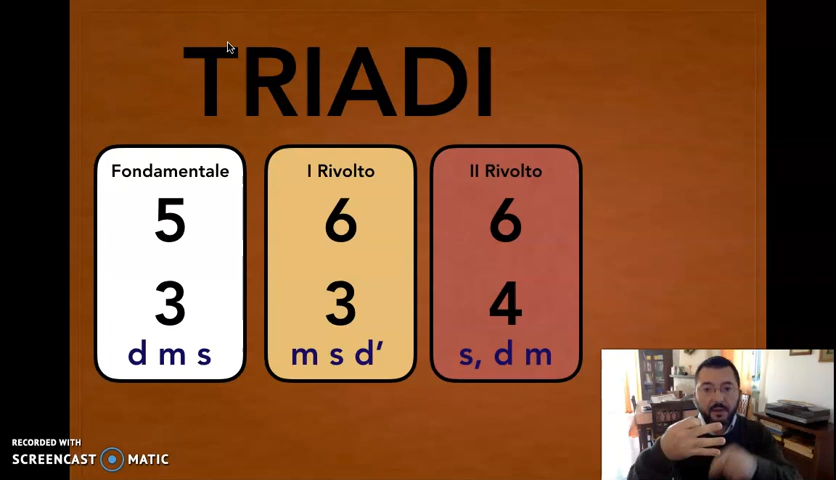 TRIADI
Fondamentale
5
3
d m s
I Rivolto
6
3
m s d’
II Rivolto
6
4
s, d m
RECORDED WITH
SCREENCAST MATIC